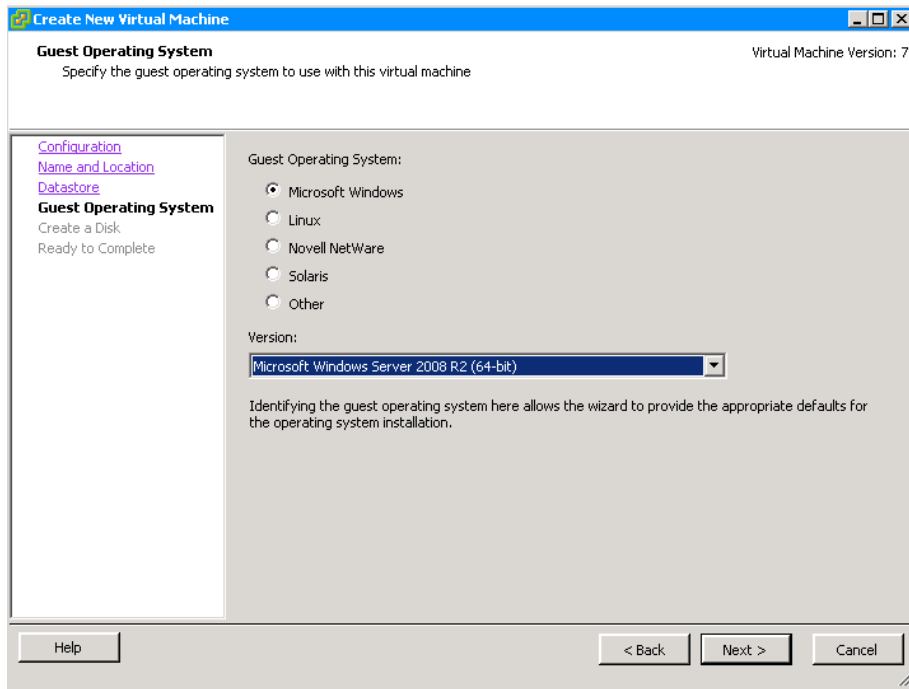 Create New Virtual Machine
Guest Operating System
Virtual Machine Version: 7
Specify the guest operating system to use with this virtual machine
Configuration
Name and Location
Datastore
Guest Operating System
Create a Disk
Ready to Complete
Guest Operating System:
Microsoft Windows
Linux
Novell NetWare
Solaris
Other
Version:
Microsoft Windows Server 2008 R2 (64-bit)
Identifying the guest operating system here allows the wizard to provide the appropriate defaults for
the operating system installation.
Help
< Back
Next >
Cancel